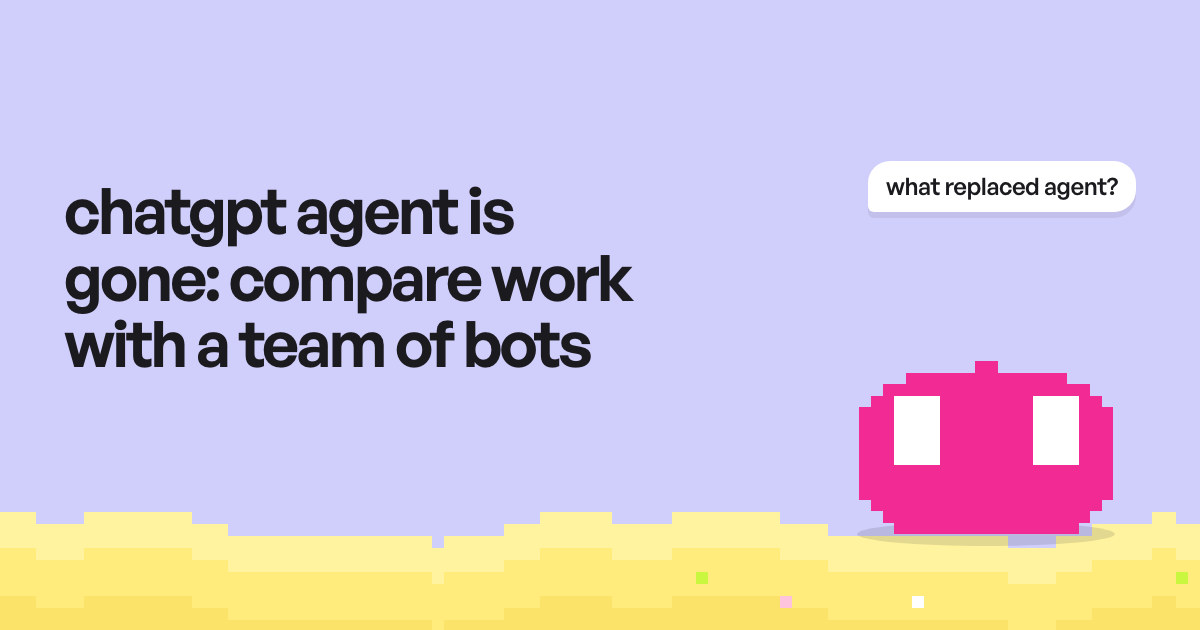 chatgpt agent is
gone: compare work
with a team of bots
what replaced agent?